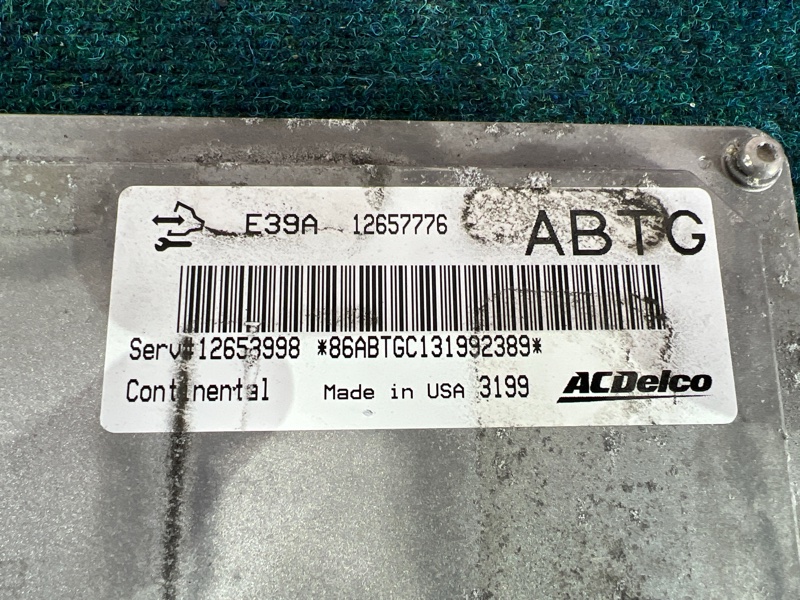 E39A 12657776 ABTG
Serv#12653998 *86ABTGC131992389*
Continental Made in USA 3199 ACDelco